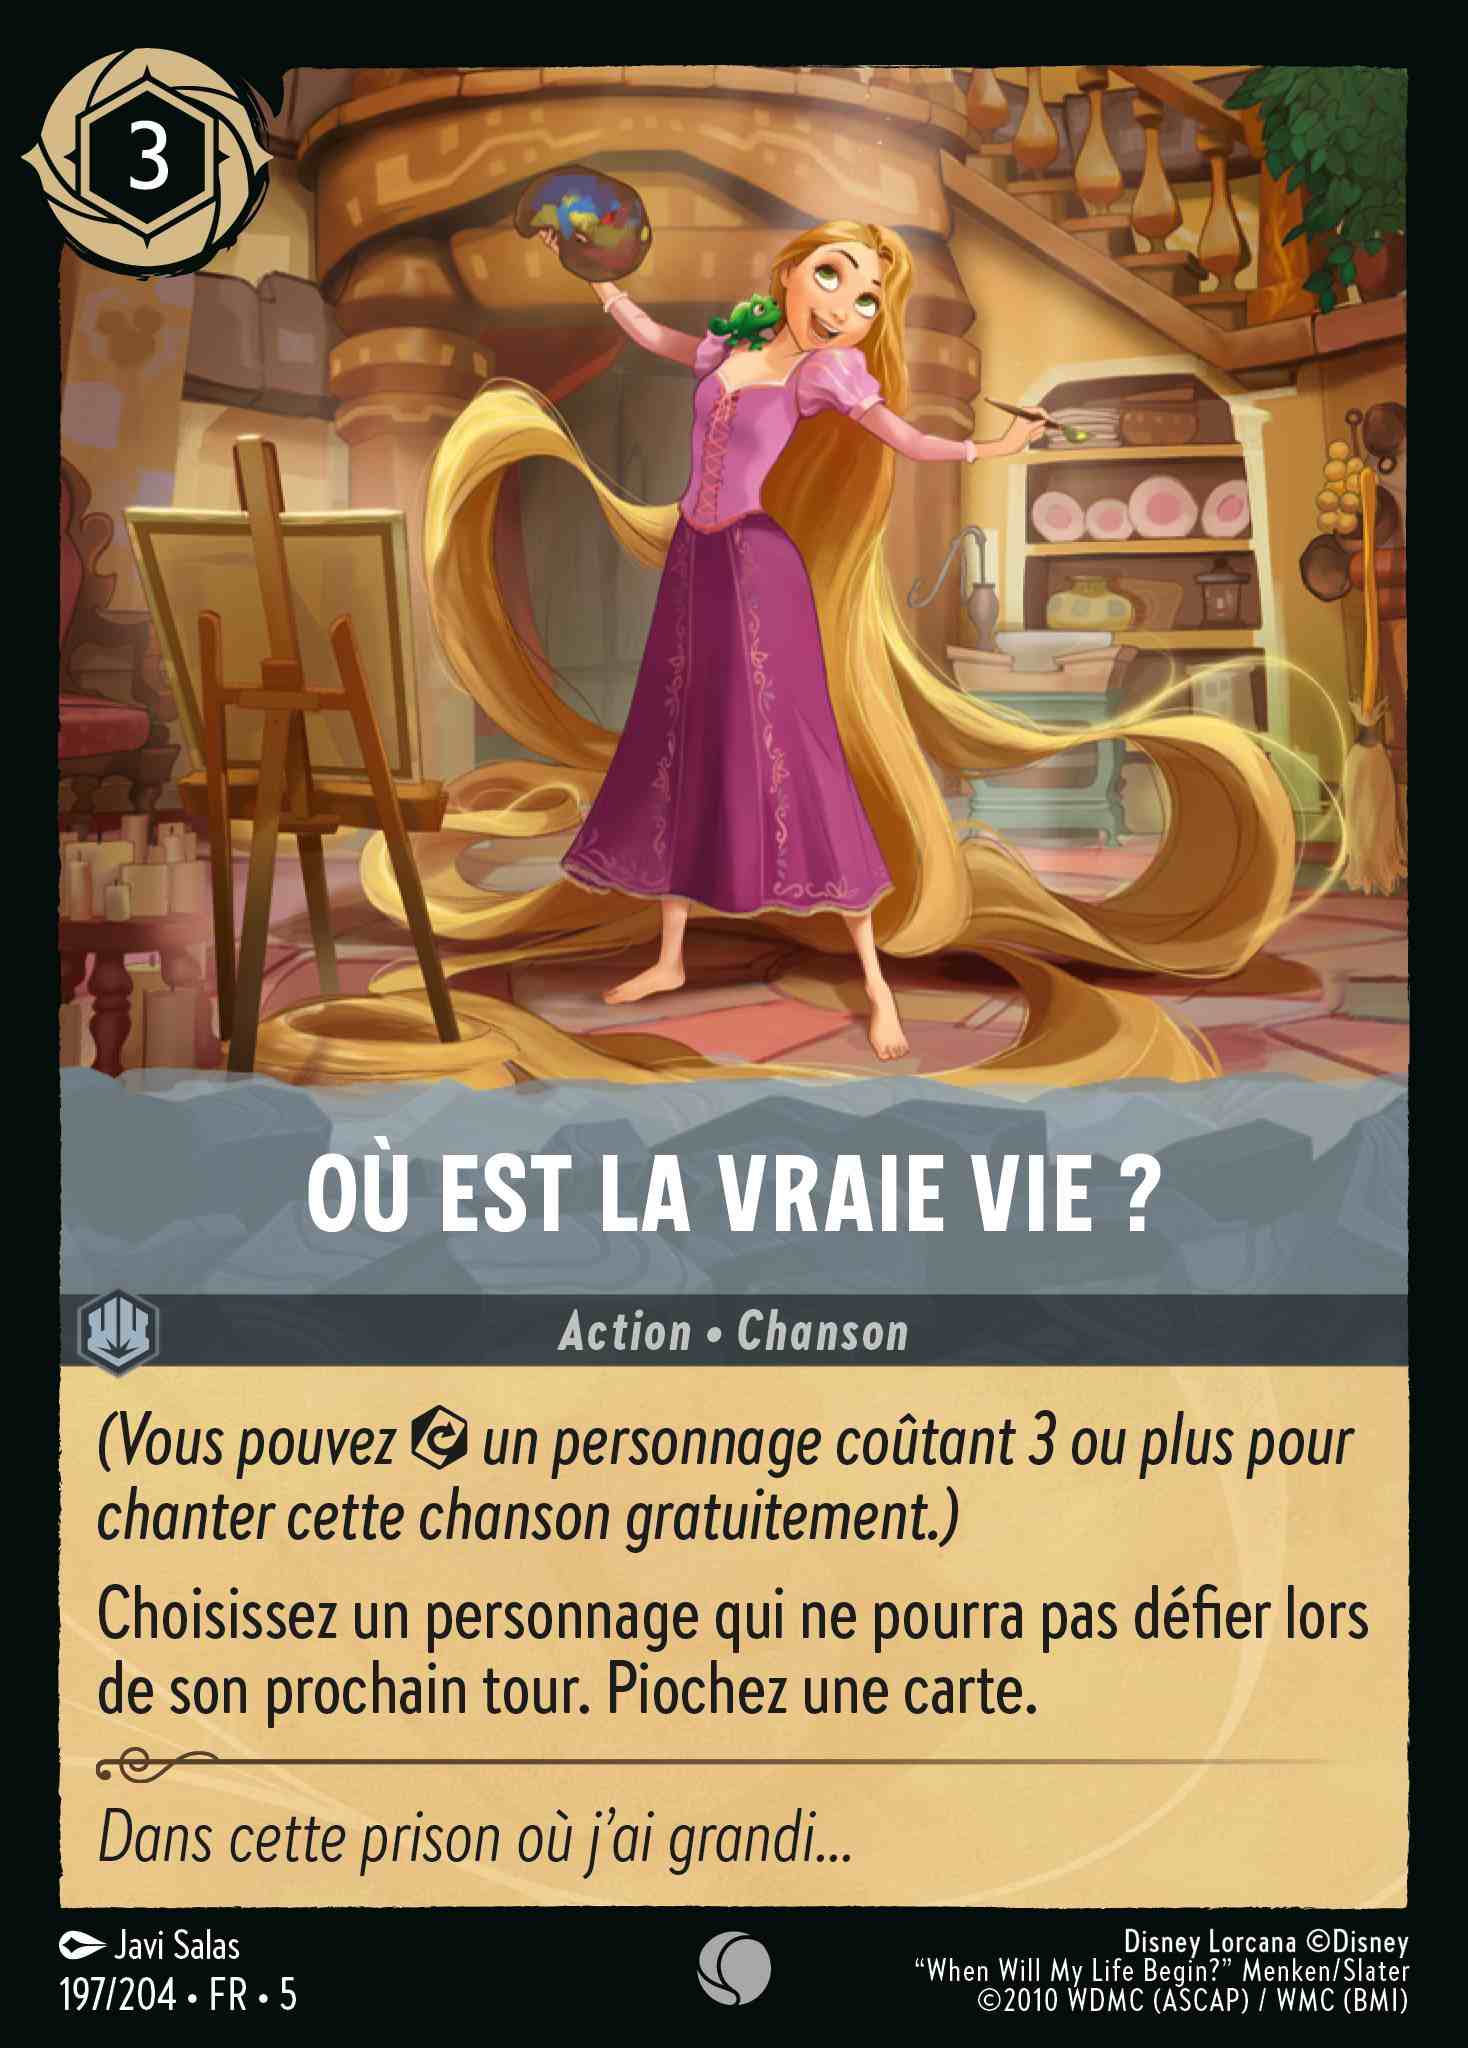 3
OÙ EST LA VRAIE VIE ?
Action • Chanson
(Vous pouvez un personnage coûtant 3 ou plus pour
chanter cette chanson gratuitement.)
Choisissez un personnage qui ne pourra pas défier lors
de son prochain tour. Piochez une carte.
Dans cette prison où j’ai grandi...
Javi Salas
197/204 • FR • 5
Disney Lorcana ©Disney
“When Will My Life Begin?” Menken/Slater
©2010 WDMC (ASCAP) / WMC (BMI)